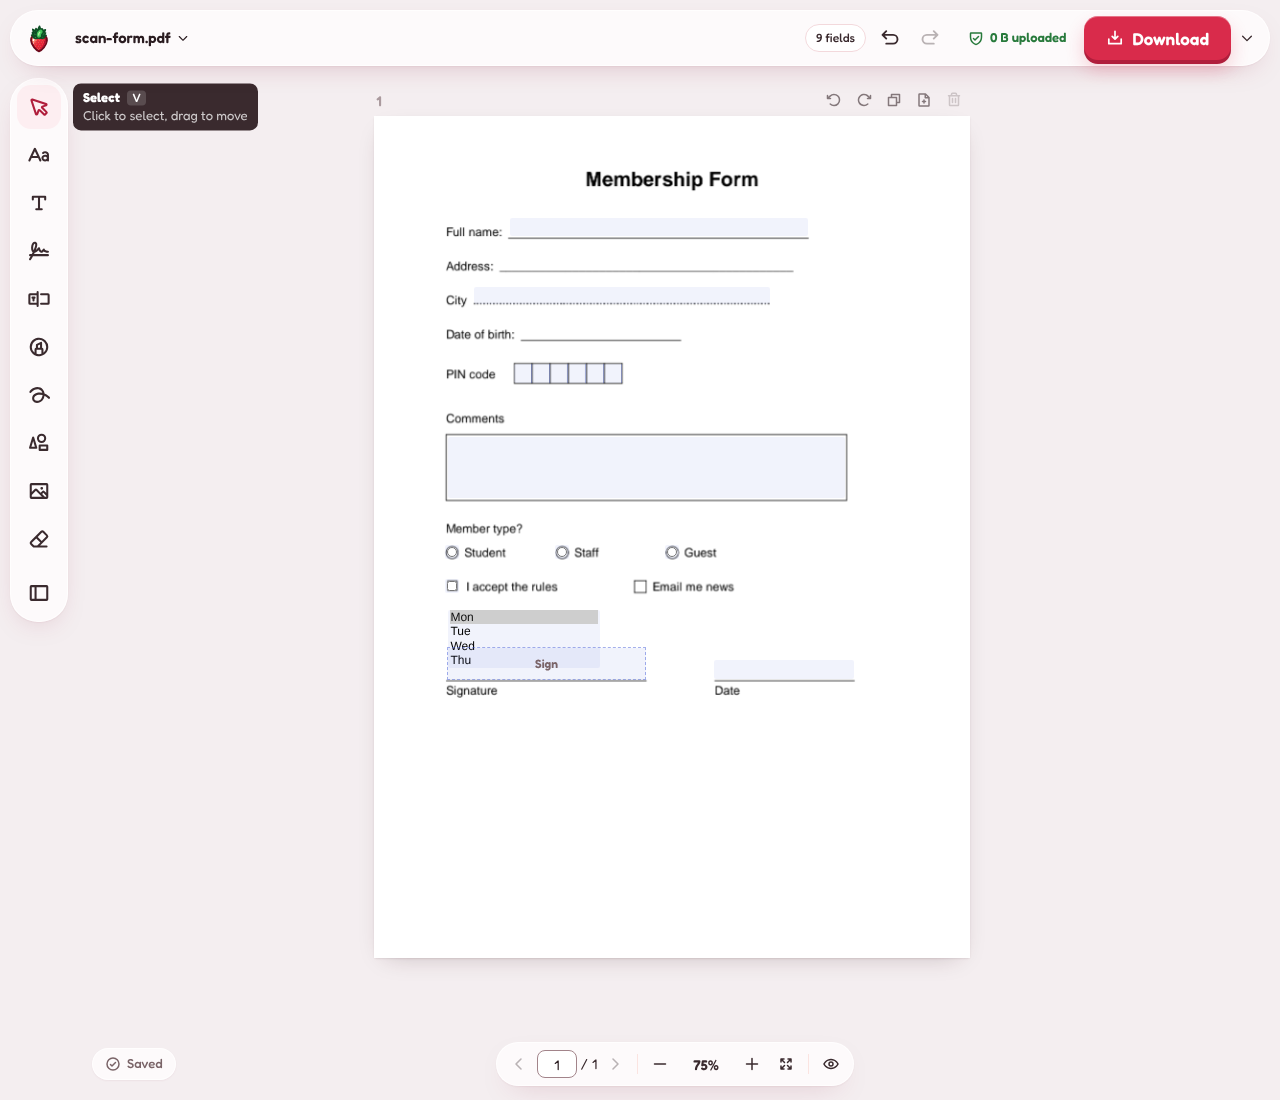 scan-form.pdf
9 fields
0 B uploaded
Download
Select V
Click to select, drag to move
1
Aa
T
Membership Form
Full name:
Address:
City
Date of birth:
PIN code
Comments
Member type?
Student Staff Guest
I accept the rules Email me news
Mon
Tue
Wed
Thu
Sign
Signature Date
Saved
1 / 1
75%